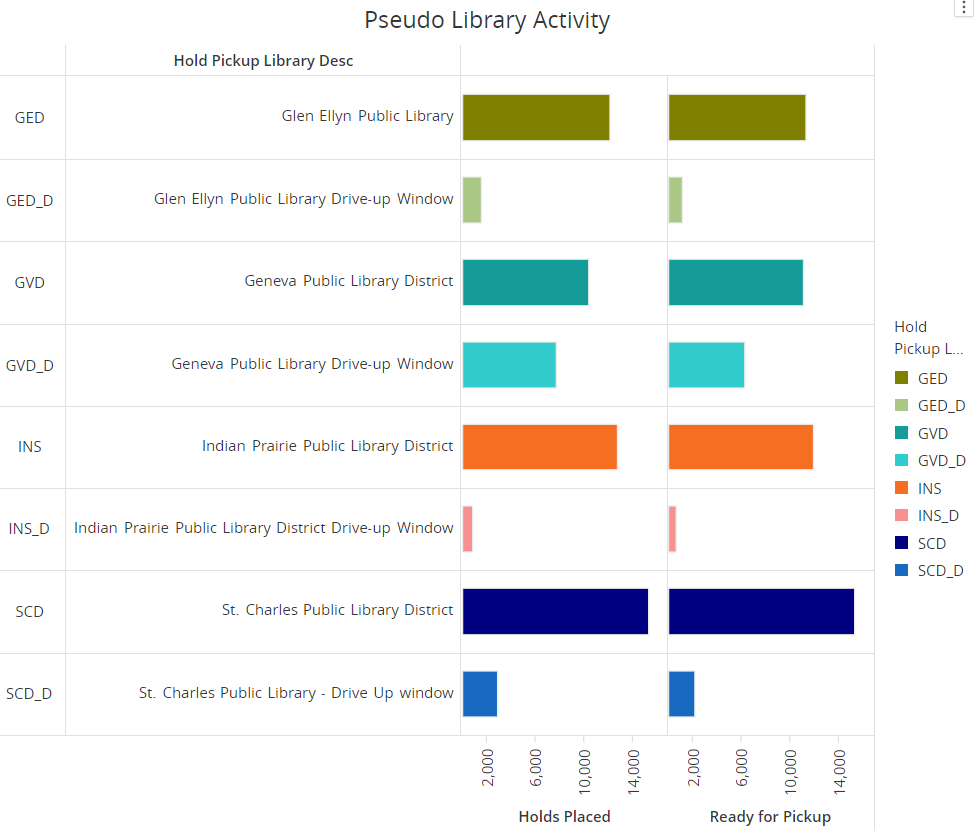 Pseudo Library Activity
Hold Pickup Library Desc
GED Glen Ellyn Public Library
GED_D Glen Ellyn Public Library Drive-up Window
GVD Geneva Public Library District
GVD_D Geneva Public Library Drive-up Window
INS Indian Prairie Public Library District
INS_D Indian Prairie Public Library District Drive-up Window
SCD St. Charles Public Library District
SCD_D St. Charles Public Library - Drive Up window
2,000 6,000 10,000 14,000 2,000 6,000 10,000 14,000
Holds Placed Ready for Pickup
Hold
Pickup L...
GED
GED_D
GVD
GVD_D
INS
INS_D
SCD
SCD_D